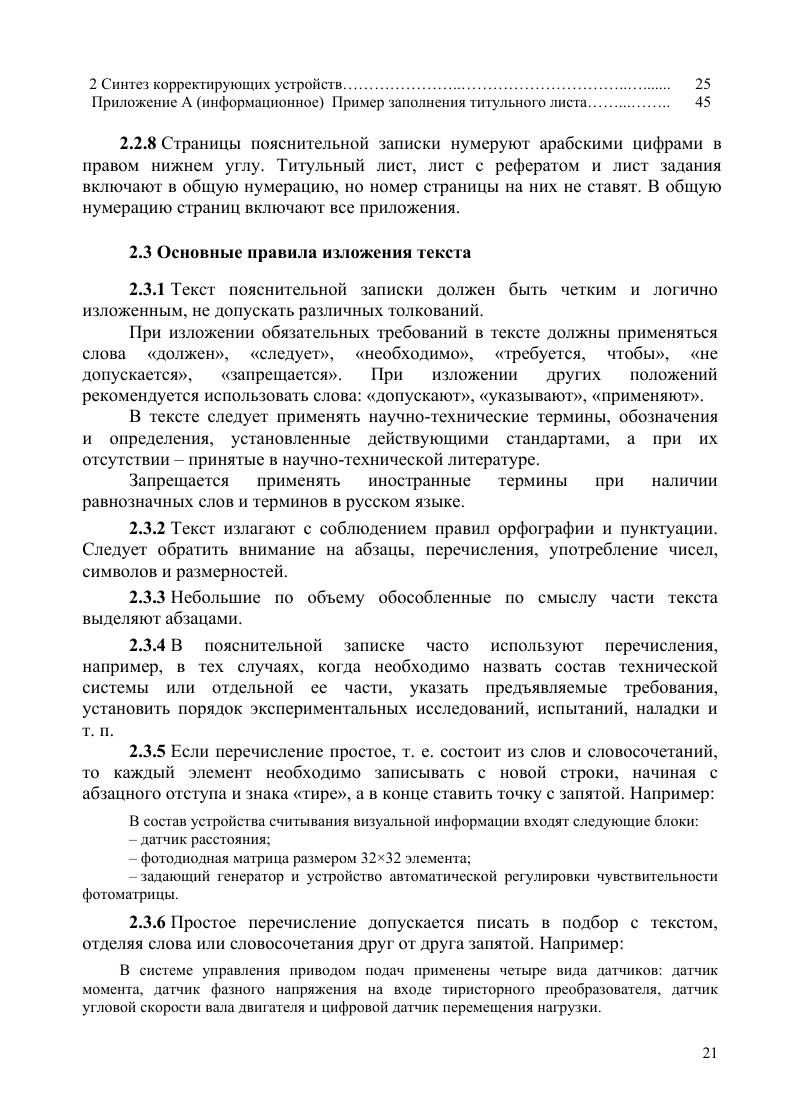 2 Синтез корректирующих устройств…………………..…………………………..…....... 25
Приложение А (информационное) Пример заполнения титульного листа……...…….. 45
2.2.8 Страницы пояснительной записки нумеруют арабскими цифрами в
правом нижнем углу. Титульный лист, лист с рефератом и лист задания
включают в общую нумерацию, но номер страницы на них не ставят. В общую
нумерацию страниц включают все приложения.
2.3 Основные правила изложения текста
2.3.1 Текст пояснительной записки должен быть четким и логично
изложенным, не допускать различных толкований.
При изложении обязательных требований в тексте должны применяться
слова «должен», «следует», «необходимо», «требуется, чтобы», «не
допускается», «запрещается». При изложении других положений
рекомендуется использовать слова: «допускают», «указывают», «применяют».
В тексте следует применять научно-технические термины, обозначения
и определения, установленные действующими стандартами, а при их
отсутствии – принятые в научно-технической литературе.
Запрещается применять иностранные термины при наличии
равнозначных слов и терминов в русском языке.
2.3.2 Текст излагают с соблюдением правил орфографии и пунктуации.
Следует обратить внимание на абзацы, перечисления, употребление чисел,
символов и размерностей.
2.3.3 Небольшие по объему обособленные по смыслу части текста
выделяют абзацами.
2.3.4 В пояснительной записке часто используют перечисления,
например, в тех случаях, когда необходимо назвать состав технической
системы или отдельной ее части, указать предъявляемые требования,
установить порядок экспериментальных исследований, испытаний, наладки и
т. п.
2.3.5 Если перечисление простое, т. е. состоит из слов и словосочетаний,
то каждый элемент необходимо записывать с новой строки, начиная с
абзацного отступа и знака «тире», а в конце ставить точку с запятой. Например:
В состав устройства считывания визуальной информации входят следующие блоки:
– датчик расстояния;
– фотодиодная матрица размером 32×32 элемента;
– задающий генератор и устройство автоматической регулировки чувствительности
фотоматрицы.
2.3.6 Простое перечисление допускается писать в подбор с текстом,
отделяя слова или словосочетания друг от друга запятой. Например:
В системе управления приводом подач применены четыре вида датчиков: датчик
момента, датчик фазного напряжения на входе тиристорного преобразователя, датчик
угловой скорости вала двигателя и цифровой датчик перемещения нагрузки.
21